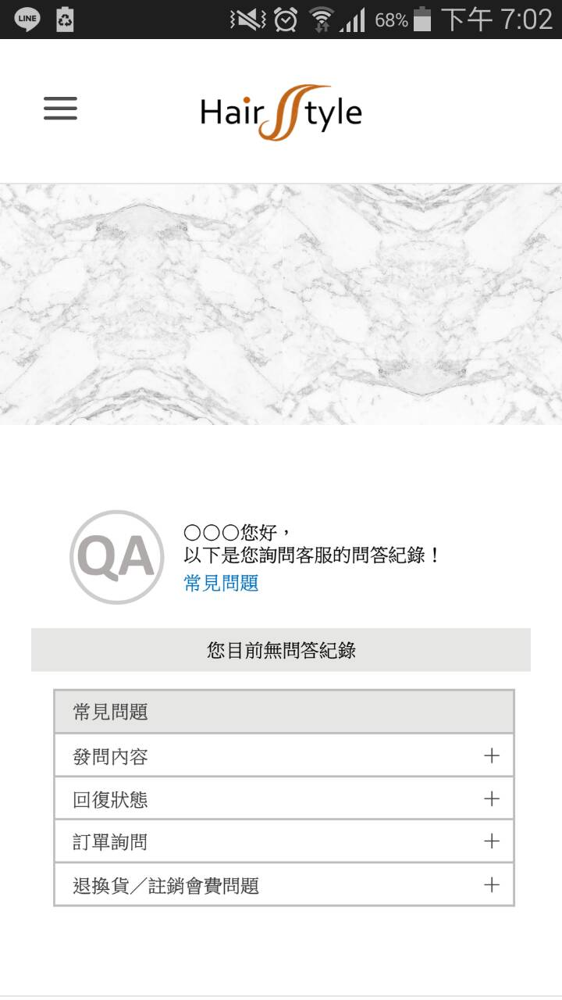 LINE
68%
下午 7:02
Hair Style
QA
○○○您好，
以下是您詢問客服的問答紀錄！
常見問題
您目前無問答紀錄
常見問題
發問內容
回復狀態
訂單詢問
退換貨／註銷會費問題